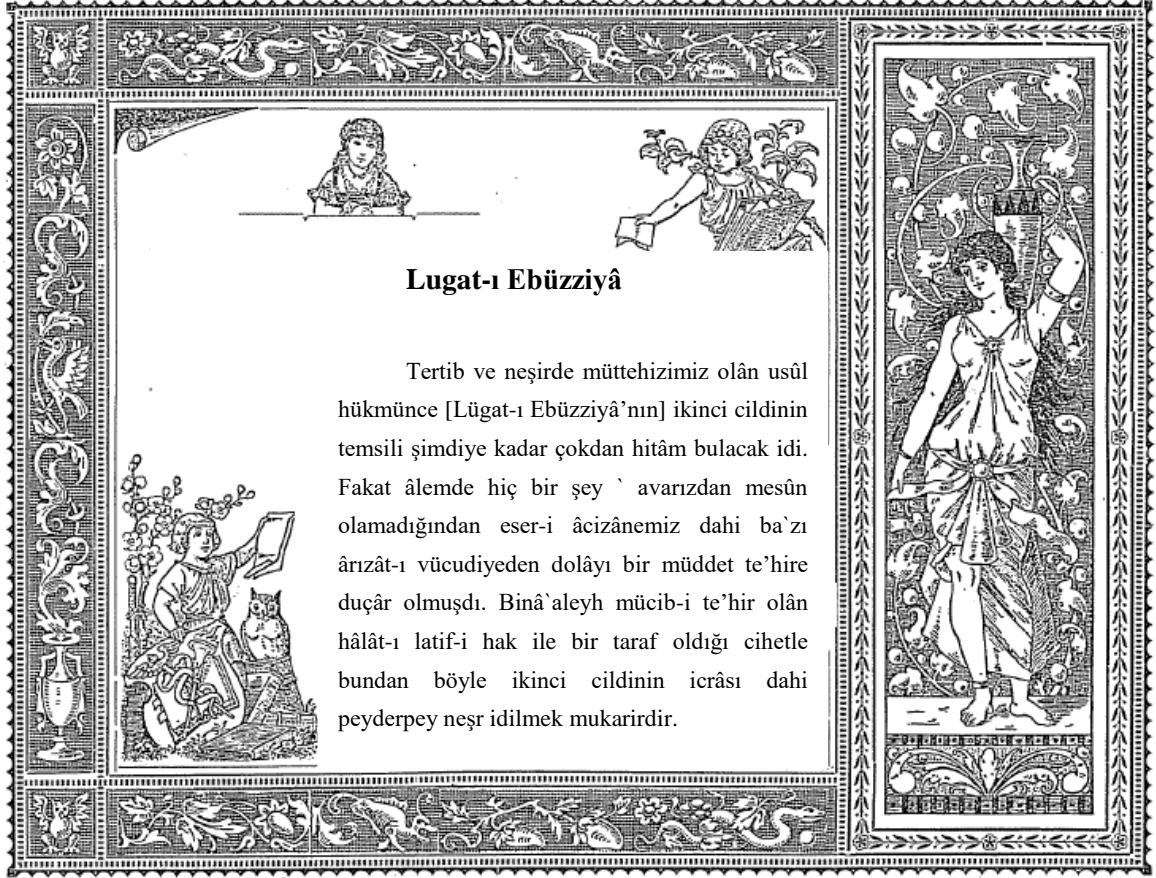 Lugat-ı Ebüzziyâ
Tertib ve neşirde müttehizimiz olân usûl
hükmünce [Lügat-ı Ebüzziyâ’nın] ikinci cildinin
temsili şimdiye kadar çokdan hitâm bulacak idi.
Fakat âlemde hiç bir şey ` avarızdan mesûn
olamadığından eser-i âcizânemiz dahi ba`zı
ârızât-ı vücudiyeden dolâyı bir müddet te’hire
duçâr olmuşdı. Binâ`aleyh mücib-i te’hir olân
hâlât-ı latif-i hak ile bir taraf oldığı cihetle
bundan böyle ikinci cildinin icrâsı dahi
peyderpey neşr idilmek mukarirdir.